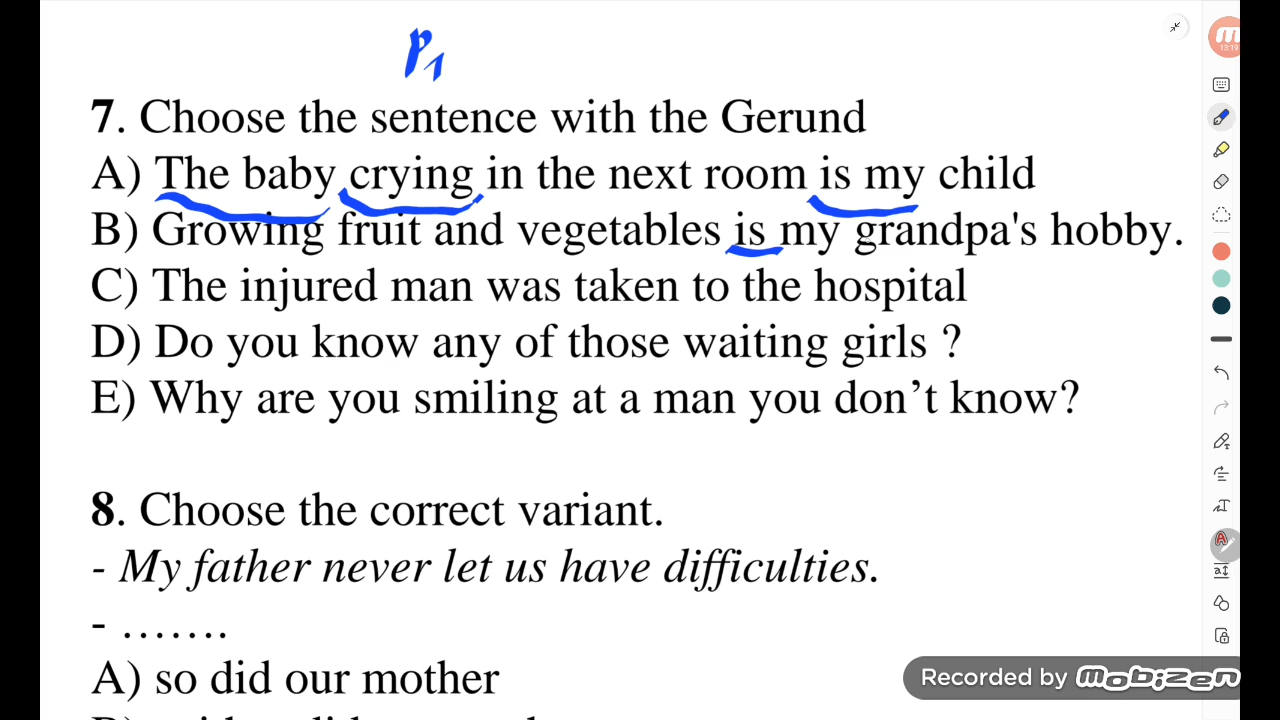 p1
13:19
7. Choose the sentence with the Gerund
A) The baby crying in the next room is my child
B) Growing fruit and vegetables is my grandpa's hobby.
C) The injured man was taken to the hospital
D) Do you know any of those waiting girls ?
E) Why are you smiling at a man you don’t know?
8. Choose the correct variant.
- My father never let us have difficulties.
- .......
A) so did our mother
Recorded by mobizen